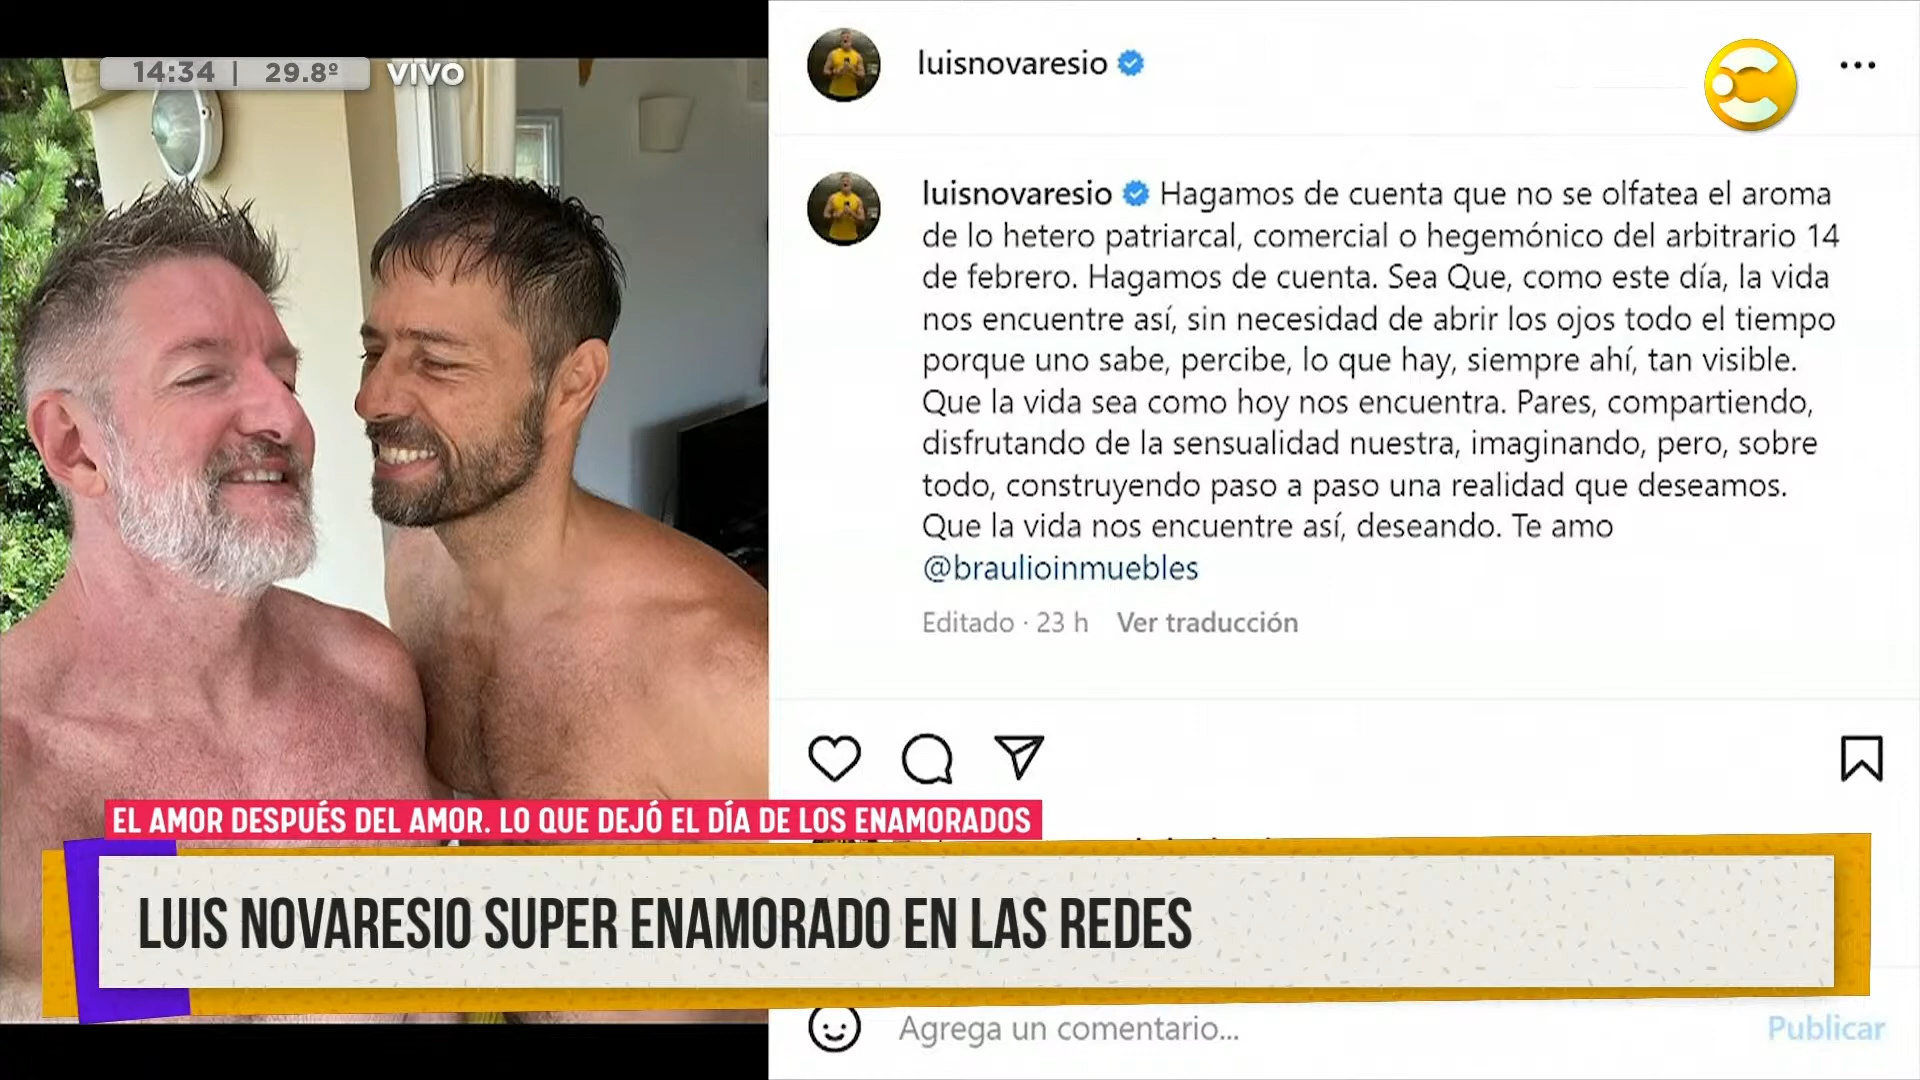 14:34 | 29.8º VIVO
luisnovaresio
luisnovaresio Hagamos de cuenta que no se olfatea el aroma
de lo hetero patriarcal, comercial o hegemónico del arbitrario 14
de febrero. Hagamos de cuenta. Sea Que, como este día, la vida
nos encuentre así, sin necesidad de abrir los ojos todo el tiempo
porque uno sabe, percibe, lo que hay, siempre ahí, tan visible.
Que la vida sea como hoy nos encuentra. Pares, compartiendo,
disfrutando de la sensualidad nuestra, imaginando, pero, sobre
todo, construyendo paso a paso una realidad que deseamos.
Que la vida nos encuentre así, deseando. Te amo
@braulioinmuebles
Editado · 23 h Ver traducción
EL AMOR DESPUÉS DEL AMOR. LO QUE DEJÓ EL DÍA DE LOS ENAMORADOS
LUIS NOVARESIO SUPER ENAMORADO EN LAS REDES
Agrega un comentario... Publicar